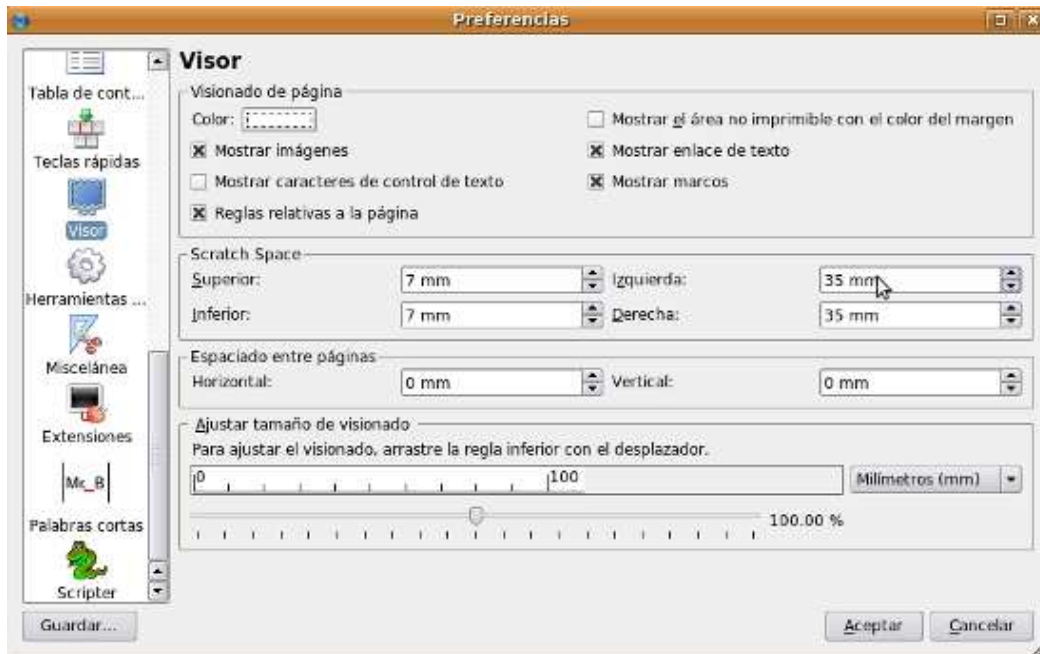 Preferencias
Tabla de cont...
Teclas rápidas
Visor
Herramientas ...
Miscelánea
Extensiones
Mr_B
Palabras cortas
Scripter
Visor
Visionado de página
Color:
Mostrar el área no imprimible con el color del margen
Mostrar imágenes
Mostrar enlace de texto
Mostrar caracteres de control de texto
Mostrar marcos
Reglas relativas a la página
Scratch Space
Superior: 7 mm Izquierda: 35 mm
Inferior: 7 mm Derecha: 35 mm
Espaciado entre páginas
Horizontal: 0 mm Vertical: 0 mm
Ajustar tamaño de visionado
Para ajustar el visionado, arrastre la regla inferior con el desplazador.
0 100 Milímetros (mm)
100.00 %
Guardar... Aceptar Cancelar